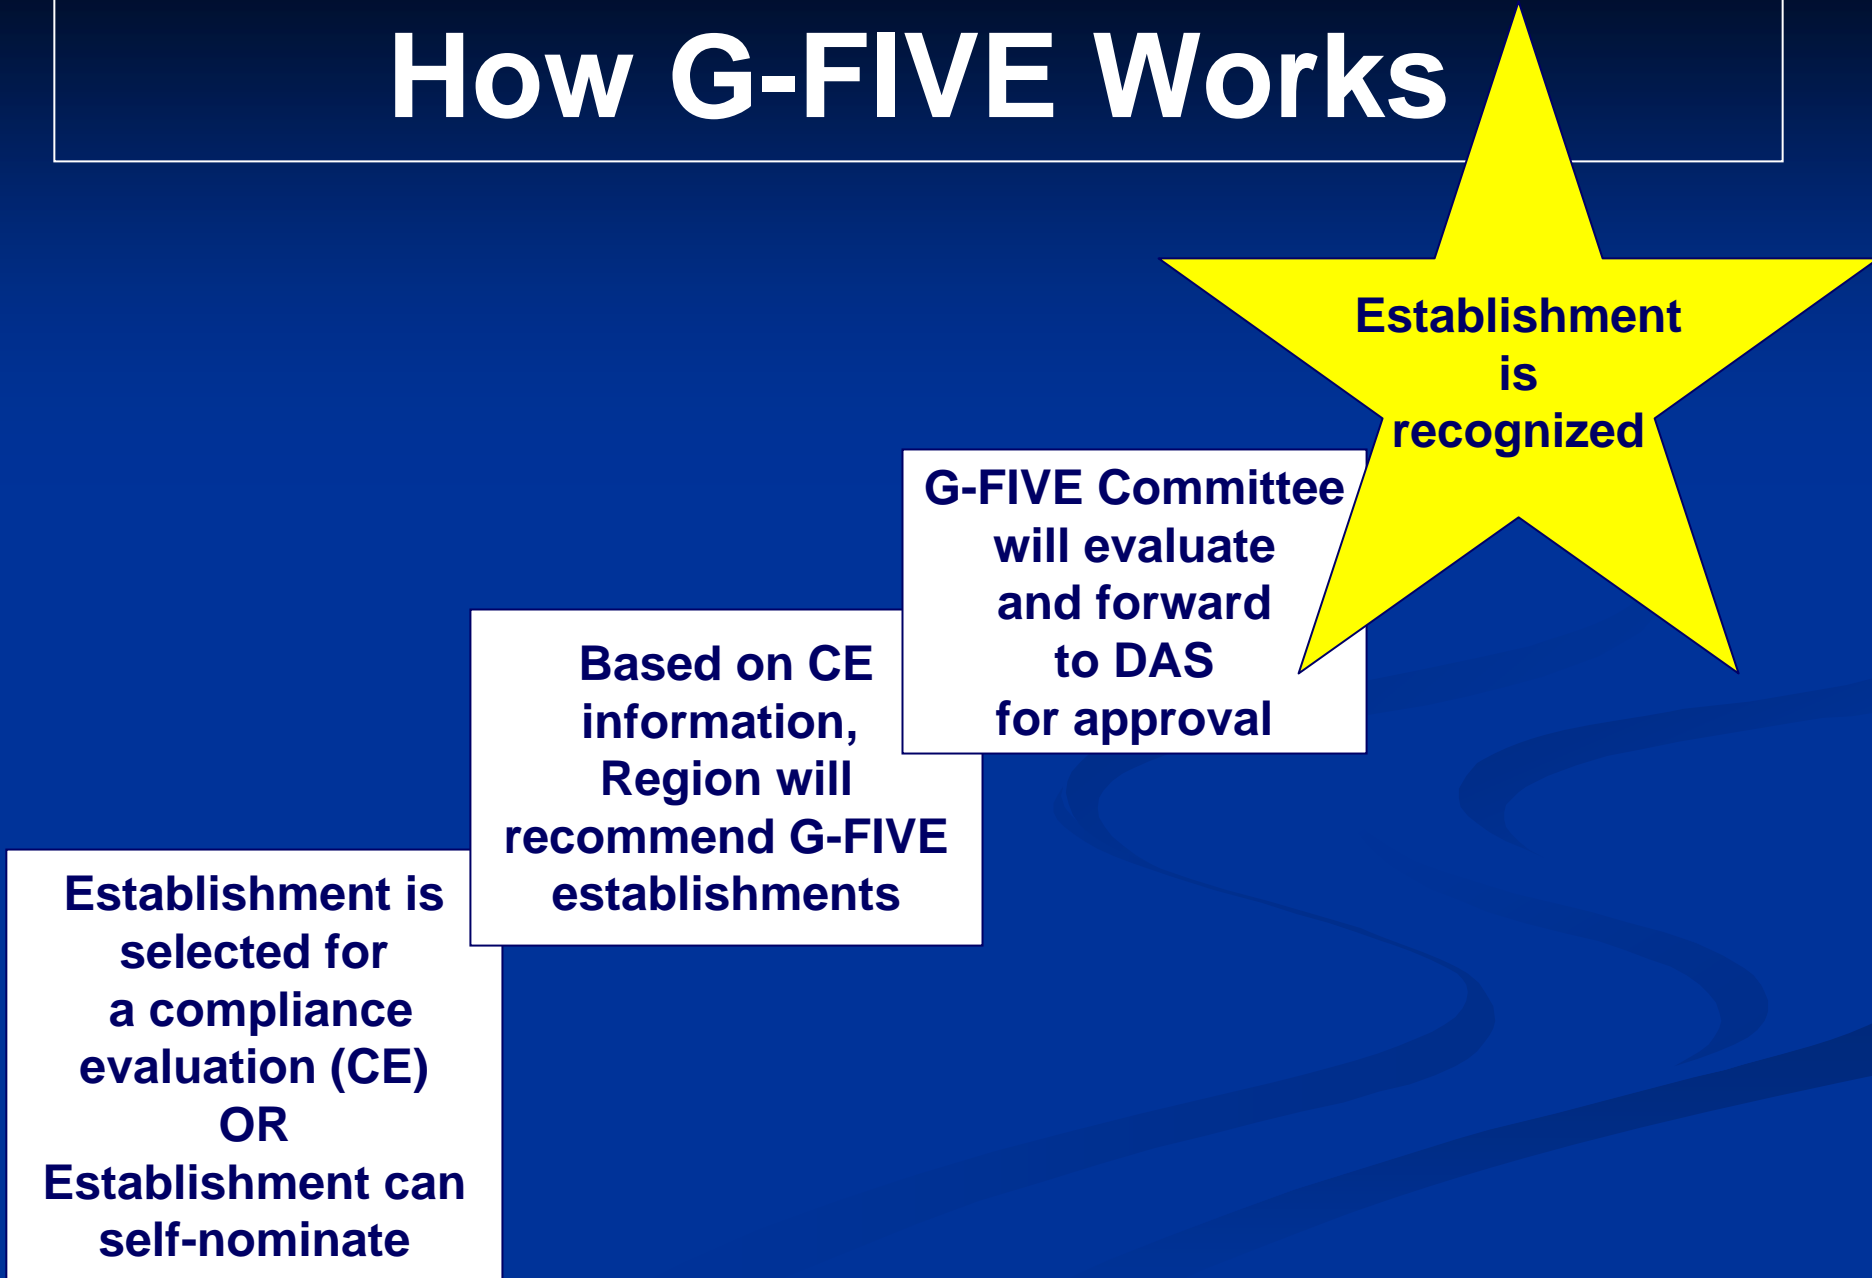 How G-FIVE Works
Establishment is
selected for
a compliance
evaluation (CE)
OR
Establishment can
self-nominate
Based on CE
information,
Region will
recommend G-FIVE
establishments
G-FIVE Committee
will evaluate
and forward
to DAS
for approval
Establishment
is
recognized